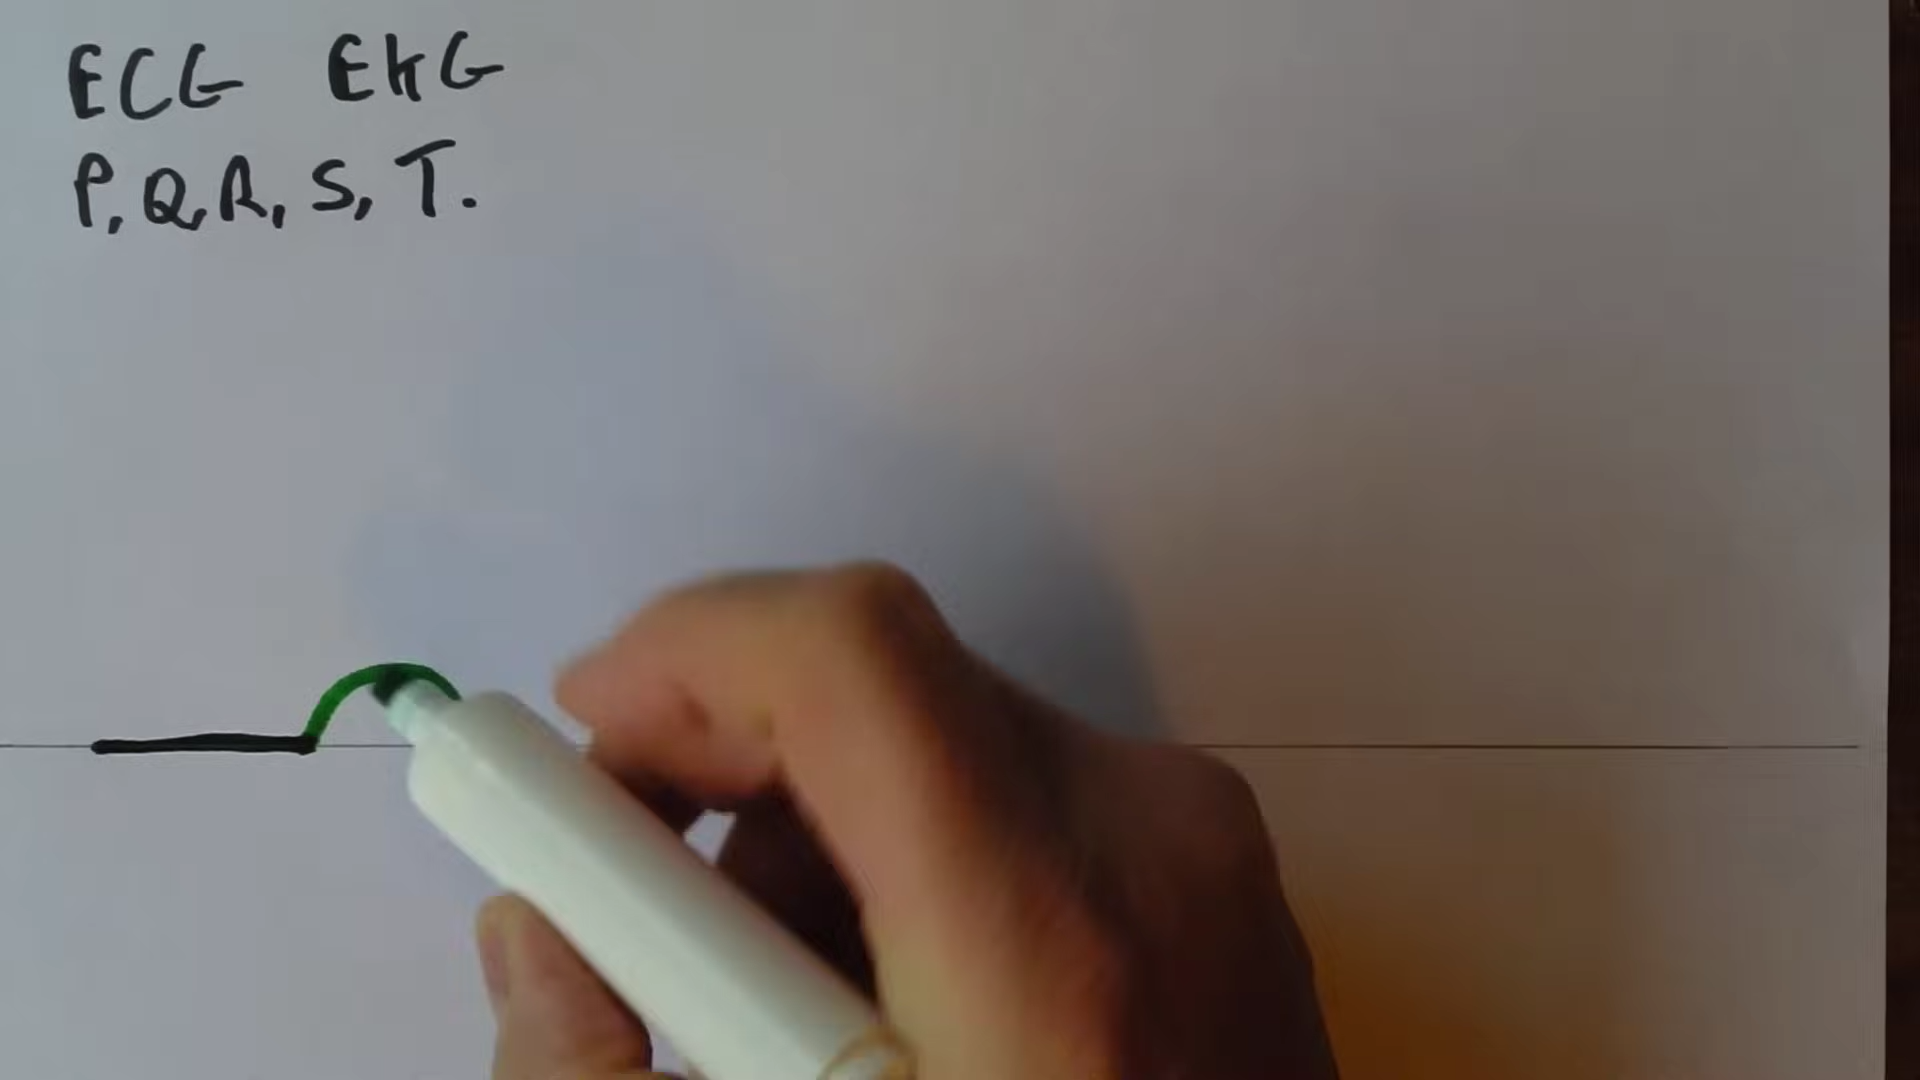 ECG EKG
P, Q, R, S, T.